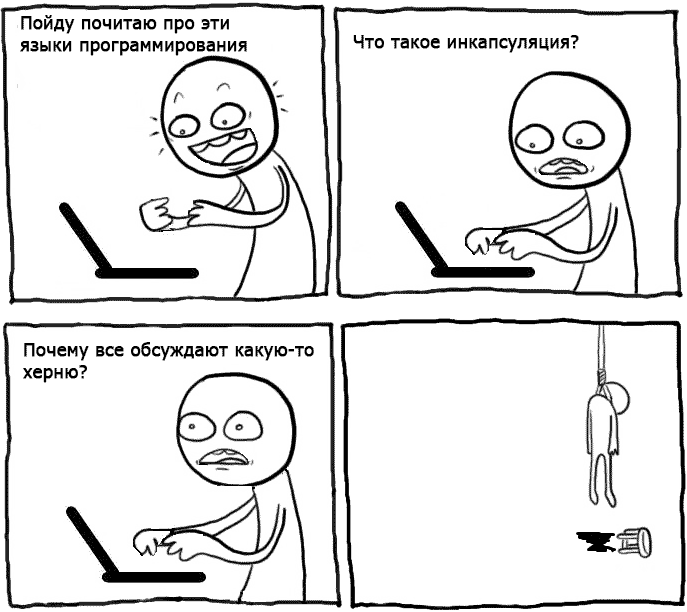 Пойду почитаю про эти
языки программирования
Что такое инкапсуляция?
Почему все обсуждают какую-то
херню?